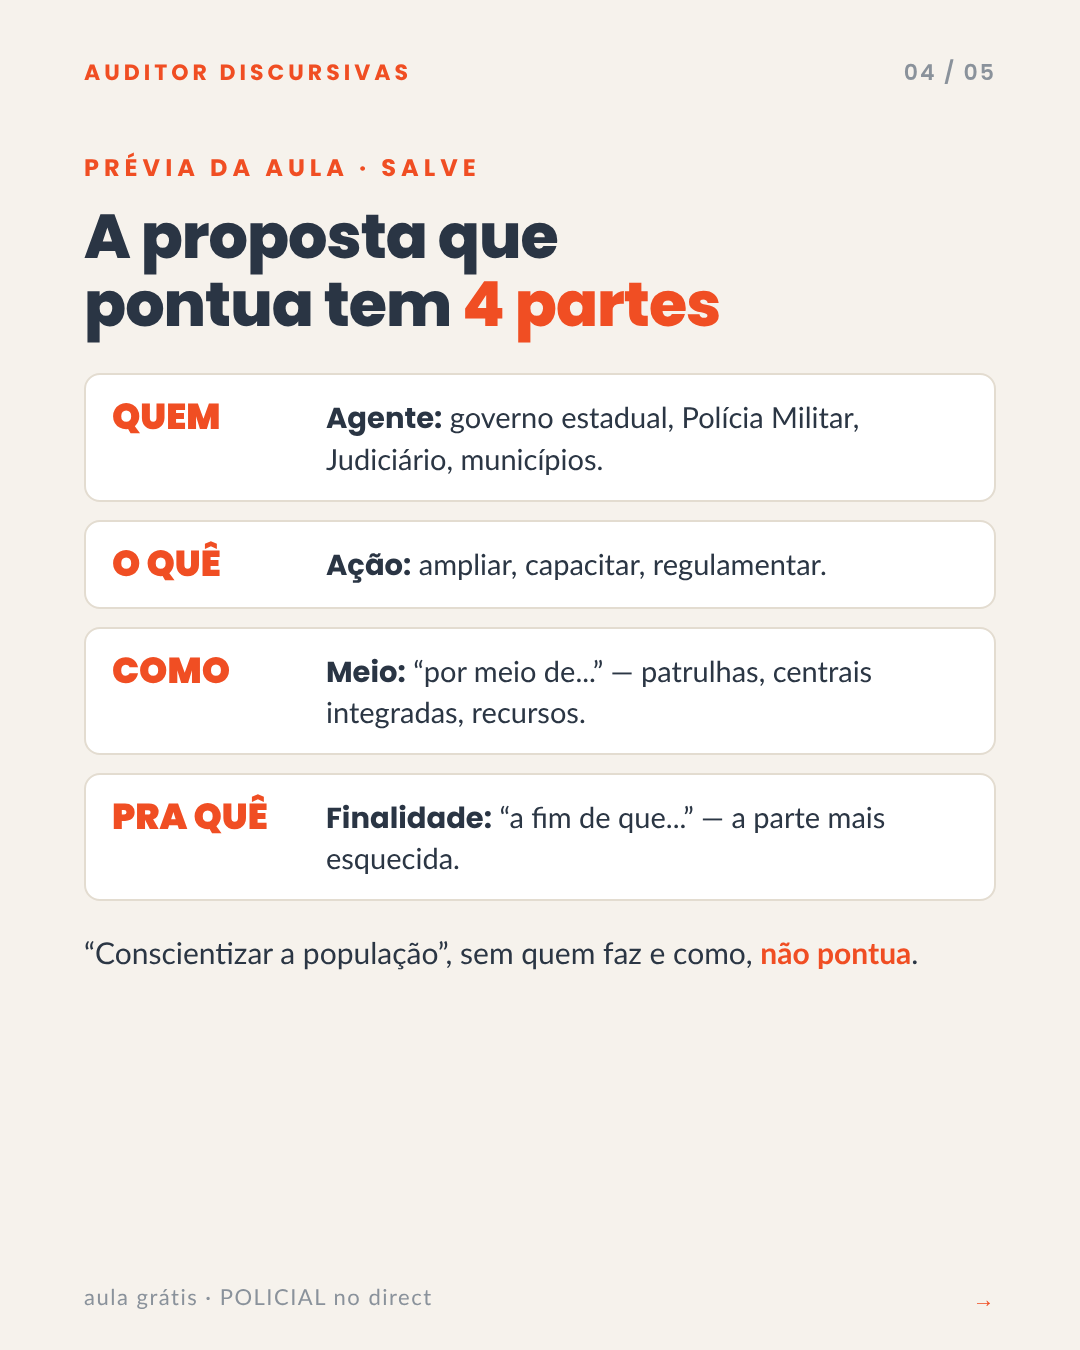 AUDITOR DISCURSIVAS
04 / 05
PRÉVIA DA AULA · SALVE
A proposta que
pontua tem 4 partes
QUEM
Agente: governo estadual, Polícia Militar,
Judiciário, municípios.
O QUÊ
Ação: ampliar, capacitar, regulamentar.
COMO
Meio: “por meio de...” — patrulhas, centrais
integradas, recursos.
PRA QUÊ
Finalidade: “a fim de que...” — a parte mais
esquecida.
“Conscientizar a população”, sem quem faz e como, não pontua.
aula grátis · POLICIAL no direct
→